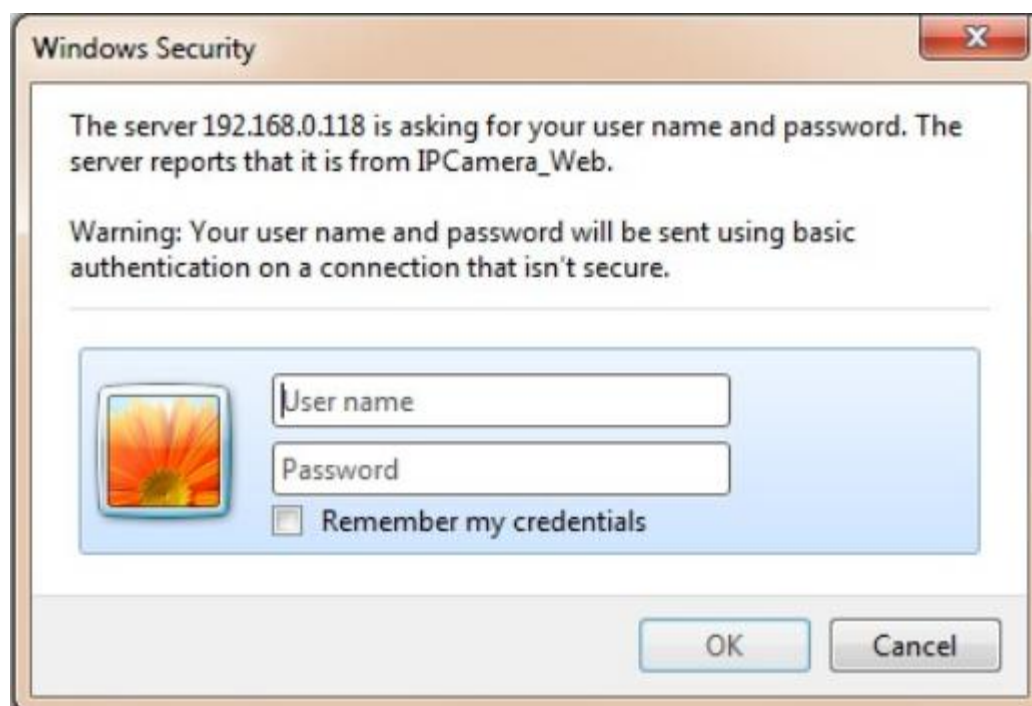 Windows Security
The server 192.168.0.118 is asking for your user name and password. The
server reports that it is from IPCamera_Web.
Warning: Your user name and password will be sent using basic
authentication on a connection that isn't secure.
User name
Password
Remember my credentials
OK
Cancel